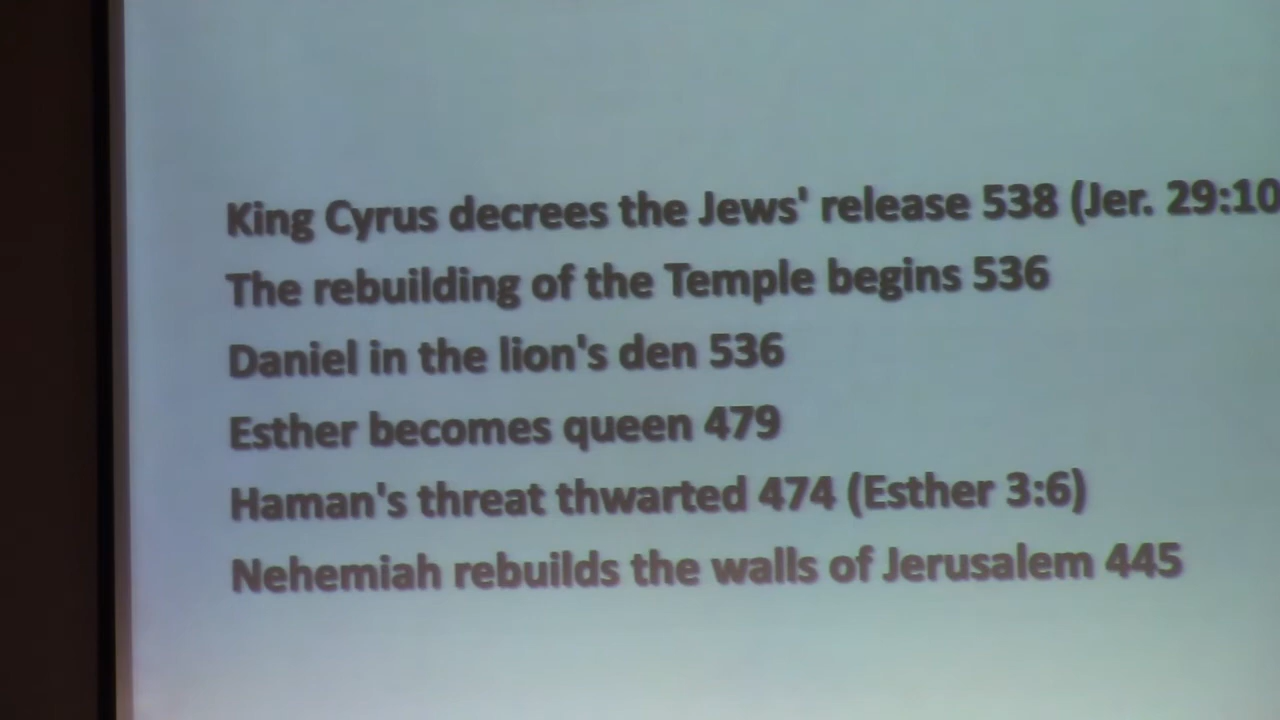 King Cyrus decrees the Jews' release 538 (Jer. 29:10
The rebuilding of the Temple begins 536
Daniel in the lion's den 536
Esther becomes queen 479
Haman's threat thwarted 474 (Esther 3:6)
Nehemiah rebuilds the walls of Jerusalem 445